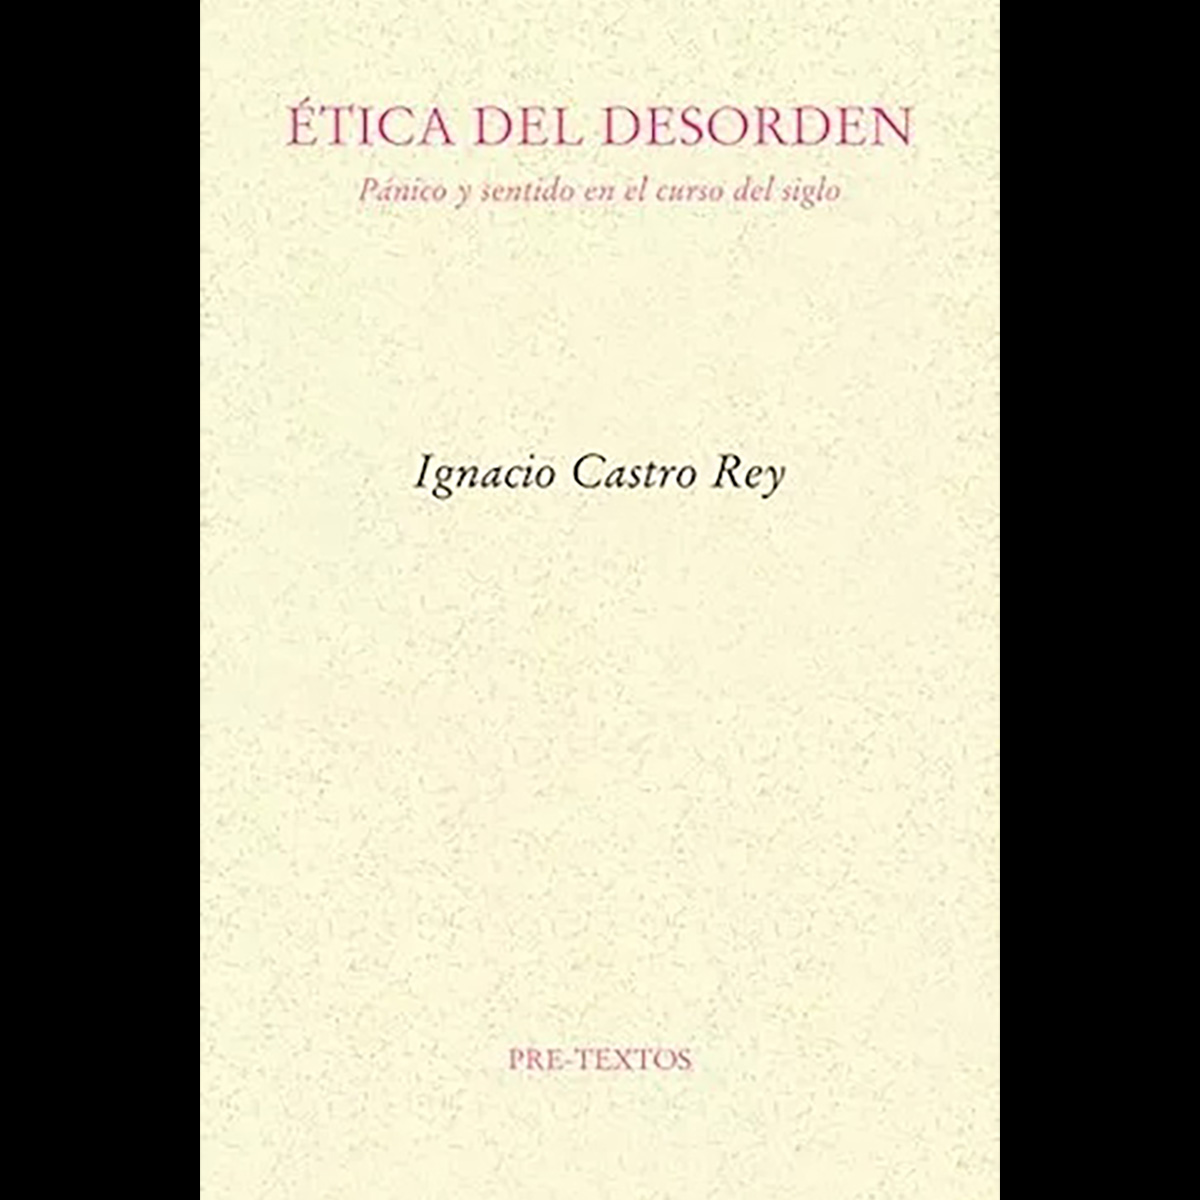 ÉTICA DEL DESORDEN
Pánico y sentido en el curso del siglo
Ignacio Castro Rey
PRE-TEXTOS